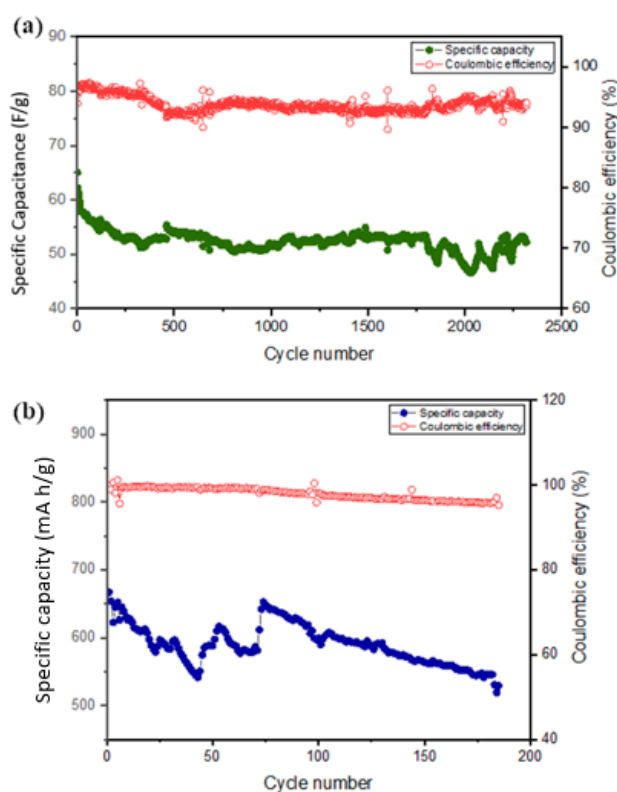 (a)
90
80
70
60
50
40
Specific Capacitance (F/g)
Specific capacity
Coulombic efficiency
100
90
80
70
60
Coulombic efficiency (%)
0
500
1000
1500
2000
2500
Cycle number
(b)
900
800
700
600
500
Specific capacity (mA h/g)
Specific capacity
Coulombic efficiency
120
100
80
60
40
Coulombic efficiency (%)
0
50
100
150
200
Cycle number